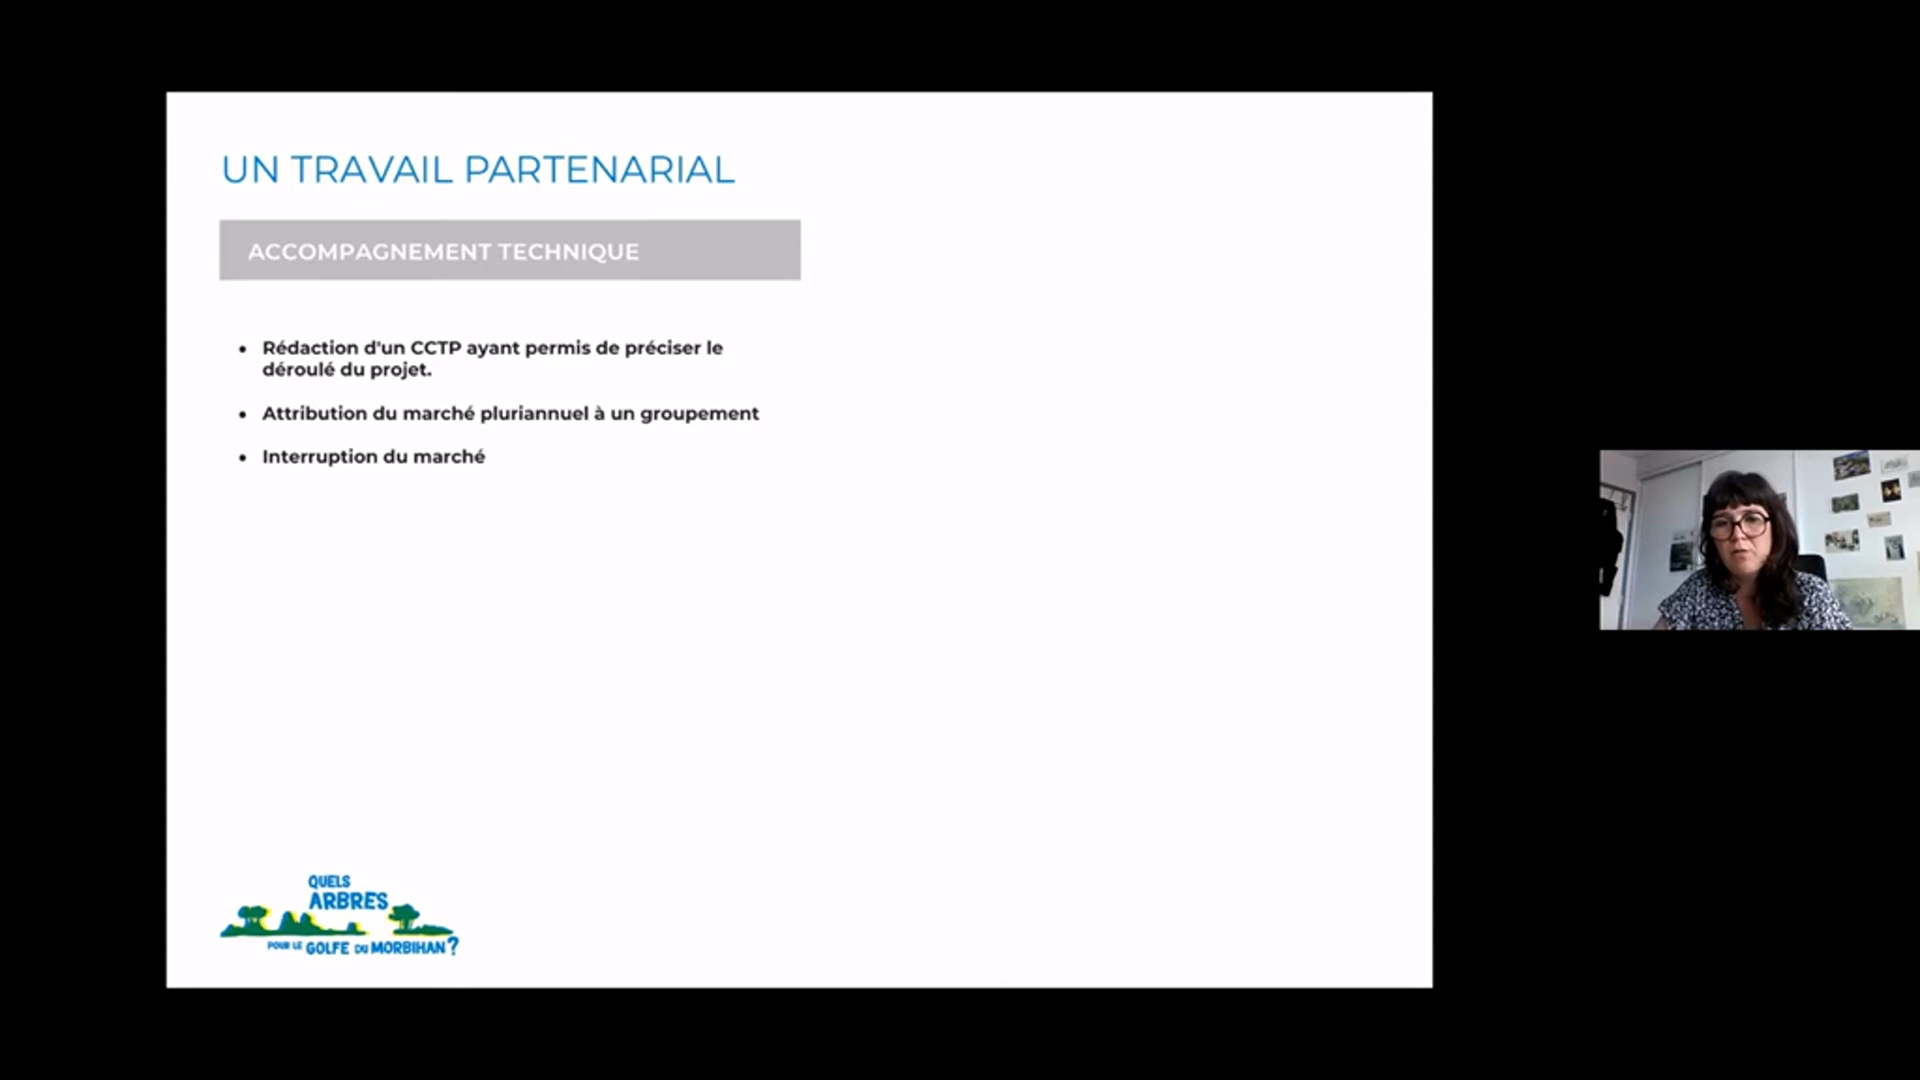 UN TRAVAIL PARTENARIAL
ACCOMPAGNEMENT TECHNIQUE
• Rédaction d'un CCTP ayant permis de préciser le
déroulé du projet.
• Attribution du marché pluriannuel à un groupement
• Interruption du marché
QUELS
ARBRES
POUR LE GOLFE DU MORBIHAN?